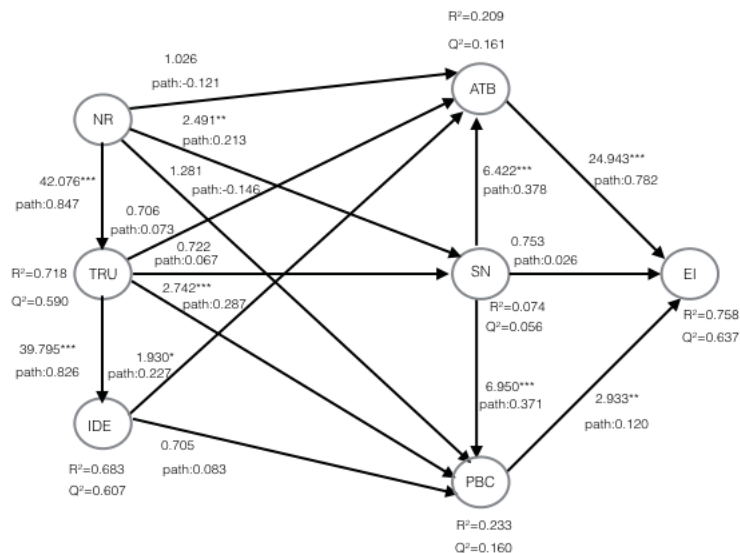 R²=0.209
Q²=0.161
ATB
1.026
path:-0.121
NR
2.491**
path:0.213
1.281
path:-0.146
6.422***
path:0.378
24.943***
path:0.782
42.076***
path:0.847
0.706
path:0.073
0.722
path:0.067
0.753
path:0.026
R²=0.718
Q²=0.590
TRU
SN
EI
2.742***
path:0.287
R²=0.074
Q²=0.056
R²=0.758
Q²=0.637
39.795***
path:0.826
1.930*
path:0.227
6.950***
path:0.371
2.933**
path:0.120
IDE
0.705
path:0.083
R²=0.683
Q²=0.607
PBC
R²=0.233
Q²=0.160